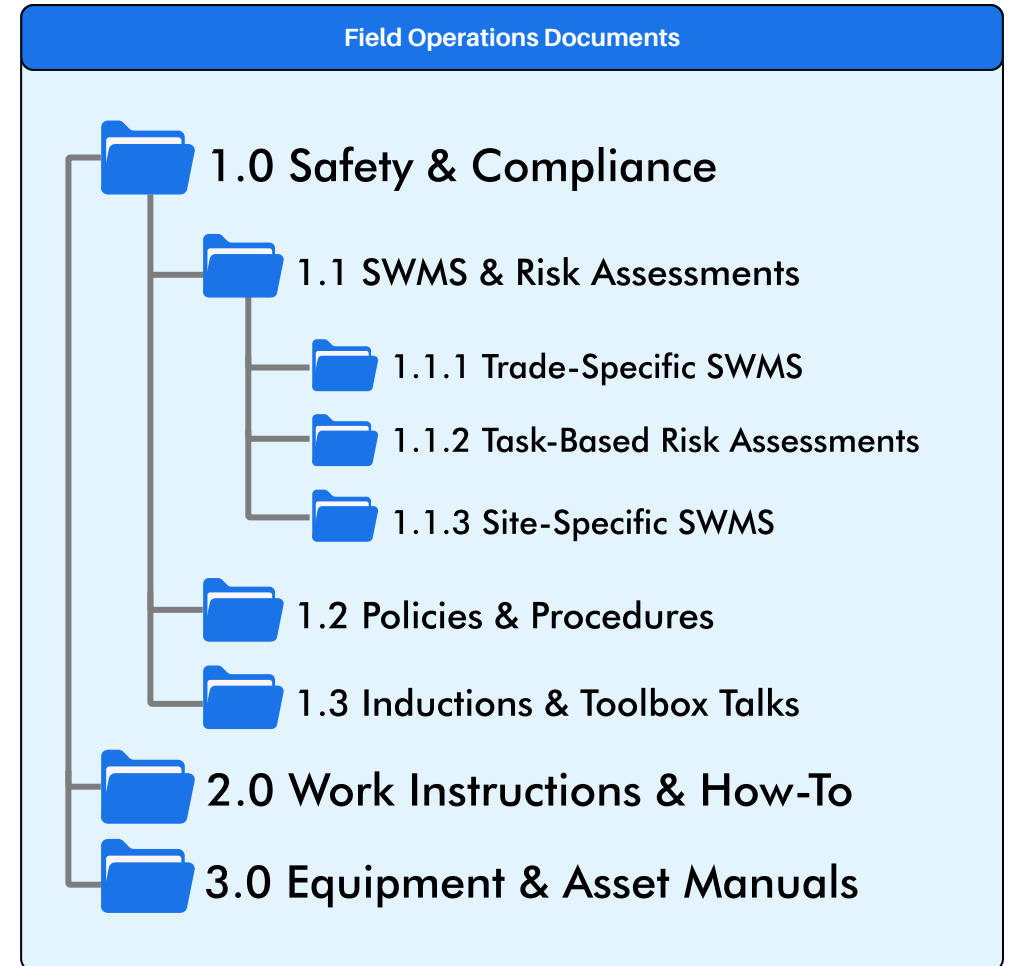 Field Operations Documents
1.0 Safety & Compliance
1.1 SWMS & Risk Assessments
1.1.1 Trade-Specific SWMS
1.1.2 Task-Based Risk Assessments
1.1.3 Site-Specific SWMS
1.2 Policies & Procedures
1.3 Inductions & Toolbox Talks
2.0 Work Instructions & How-To
3.0 Equipment & Asset Manuals